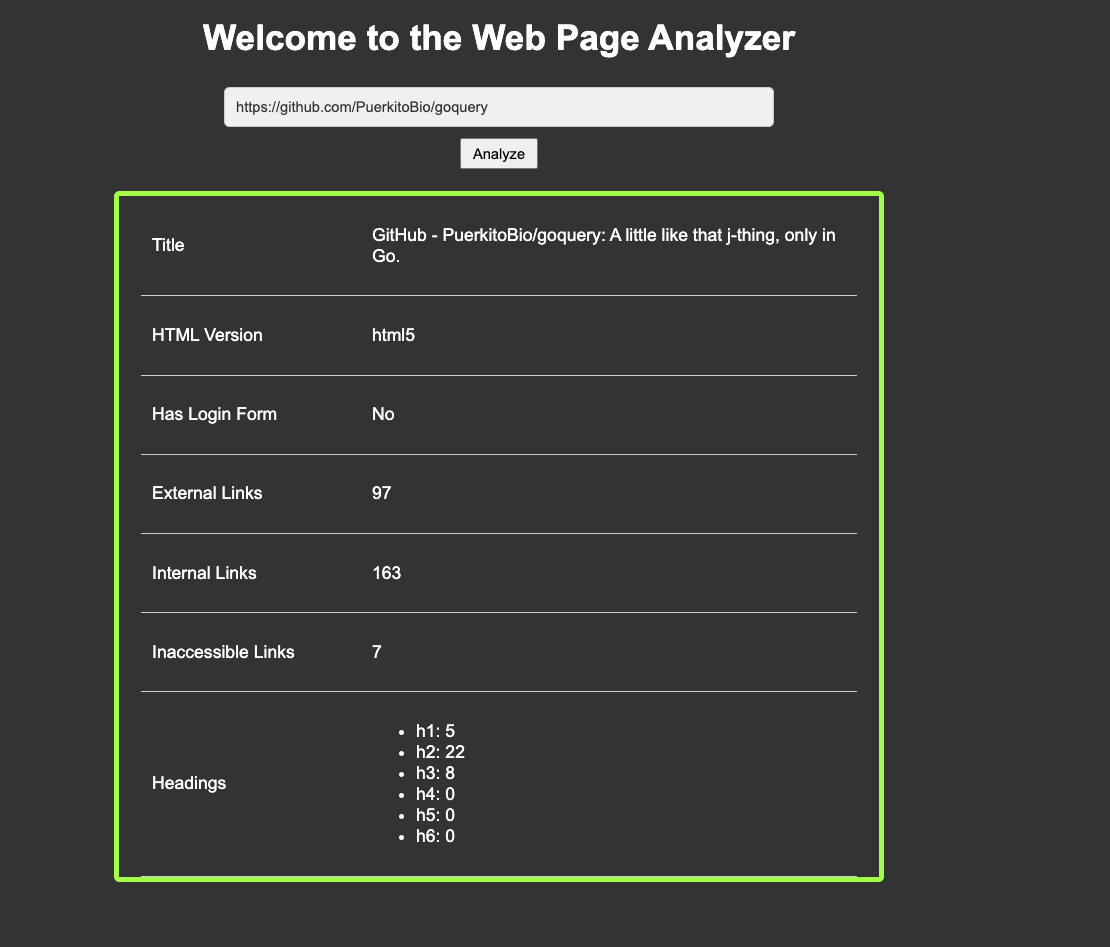 Welcome to the Web Page Analyzer
https://github.com/PuerkitoBio/goquery
Analyze
Title
GitHub - PuerkitoBio/goquery: A little like that j-thing, only in
Go.
HTML Version
html5
Has Login Form
No
External Links
97
Internal Links
163
Inaccessible Links
7
Headings
• h1: 5
• h2: 22
• h3: 8
• h4: 0
• h5: 0
• h6: 0